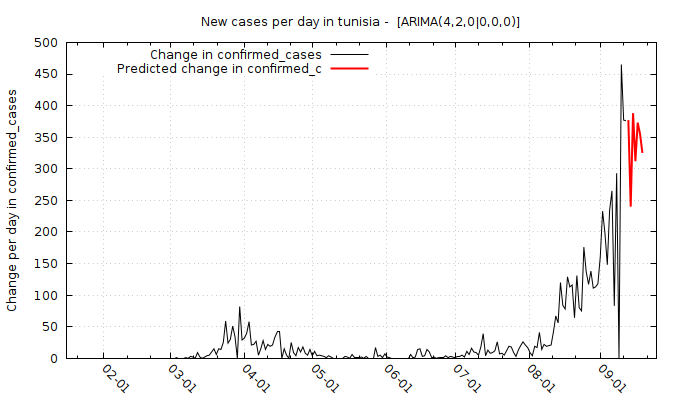 New cases per day in tunisia -  [ARIMA(4,2,0|0,0,0)]
Change in confirmed_cases
Predicted change in confirmed_c
Change per day in confirmed_cases
500
450
400
350
300
250
200
150
100
50
0
02-01 03-01 04-01 05-01 06-01 07-01 08-01 09-01